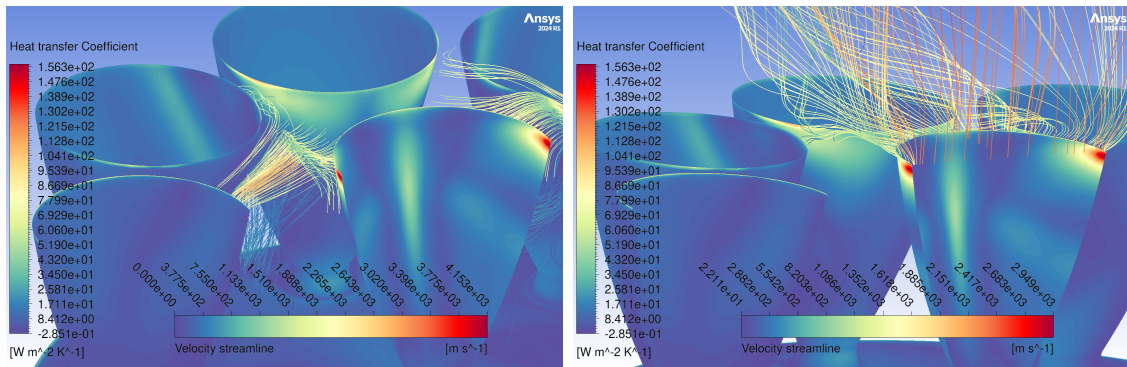 Ansys
2024 R1
Heat transfer Coefficient
1.563e+02
1.476e+02
1.389e+02
1.302e+02
1.215e+02
1.128e+02
1.041e+02
9.539e+01
8.669e+01
7.799e+01
6.929e+01
6.060e+01
5.190e+01
4.320e+01
3.450e+01
2.581e+01
1.711e+01
8.412e+00
-2.851e-01
[W m^-2 K^-1]
0.000e+00
3.775e+02
7.550e+02
1.133e+03
1.510e+03
1.888e+03
2.265e+03
2.643e+03
3.020e+03
3.398e+03
3.775e+03
4.153e+03
Velocity streamline
[m s^-1]
Ansys
2024 R1
Heat transfer Coefficient
1.563e+02
1.476e+02
1.389e+02
1.302e+02
1.215e+02
1.128e+02
1.041e+02
9.539e+01
8.669e+01
7.799e+01
6.929e+01
6.060e+01
5.190e+01
4.320e+01
3.450e+01
2.581e+01
1.711e+01
8.412e+00
-2.851e-01
[W m^-2 K^-1]
2.211e+01
2.882e+02
5.542e+02
8.203e+02
1.086e+03
1.352e+03
1.618e+03
1.885e+03
2.151e+03
2.417e+03
2.683e+03
2.949e+03
Velocity streamline
[m s^-1]